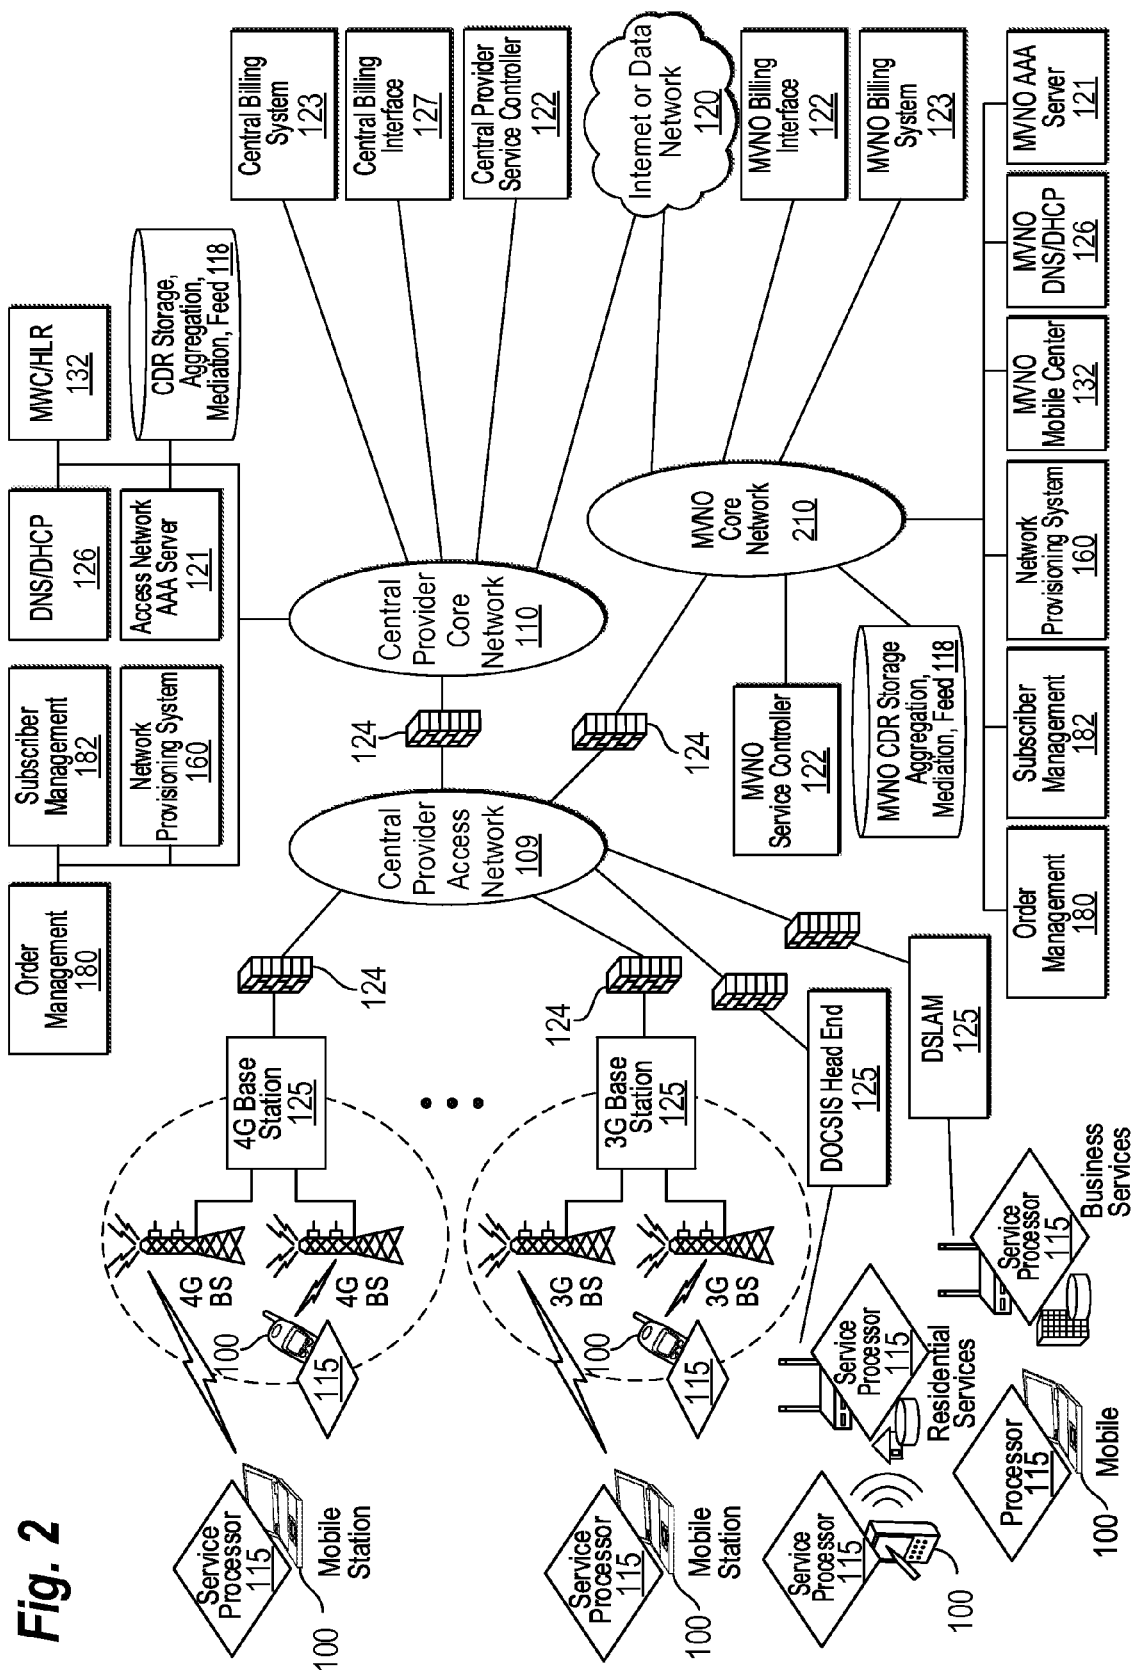 Fig. 2
Order
Management
180
Subscriber
Management
182
Network
Provisioning System
160
DNS/DHCP
126
Access Network
AAA Server
121
MWC/HLR
132
CDR Storage,
Aggregation,
Mediation, Feed 118
Central Billing
System
123
Central Billing
Interface
127
Central Provider
Service Controller
122
Internet or Data
Network
120
MVNO Billing
Interface
122
MVNO Billing
System
123
Central
Provider
Core
Network
110
MVNO
Core
Network
210
124
124
Central
Provider
Access
Network
109
MVNO
Service Controller
122
MVNO CDR Storage
Aggregation,
Mediation, Feed 118
124
124
4G Base
Station
125
3G Base
Station
125
DOCSIS Head End
125
DSLAM
125
4G
BS
4G
BS
100
115
3G
BS
3G
BS
100
115
Service
Processor
115
100
Mobile
Station
Service
Processor
115
100
Mobile
Station
Service
Processor
115
100
Service
Processor
115
Residential
Services
Service
Processor
115
Business
Services
Processor
115
100
Mobile
Order
Management
180
Subscriber
Management
182
Network
Provisioning System
160
MVNO
Mobile Center
132
MVNO
DNS/DHCP
126
MVNO AAA
Server
121